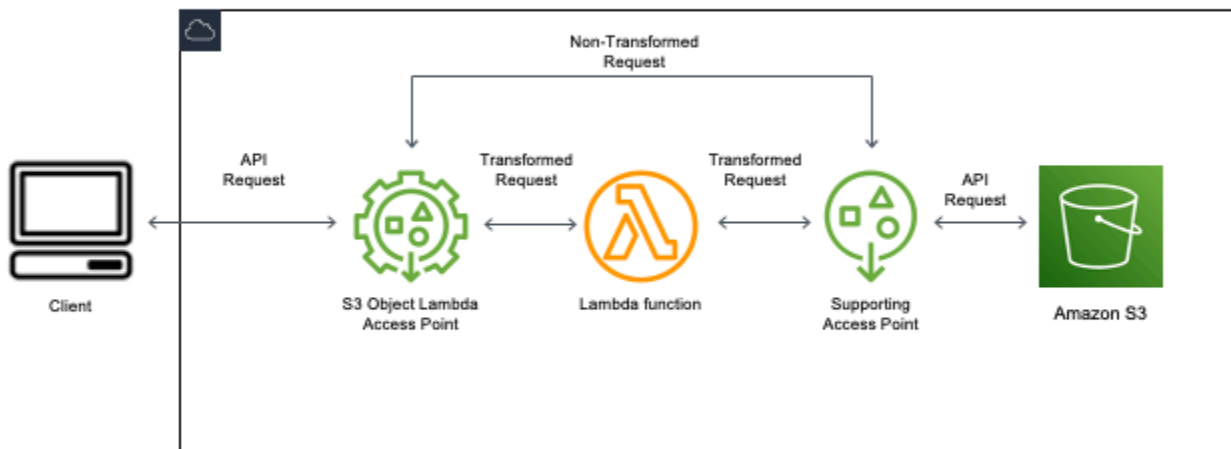 Non-Transformed
Request
API
Request
Transformed
Request
Transformed
Request
API
Request
Client
S3 Object Lambda
Access Point
Lambda function
Supporting
Access Point
Amazon S3